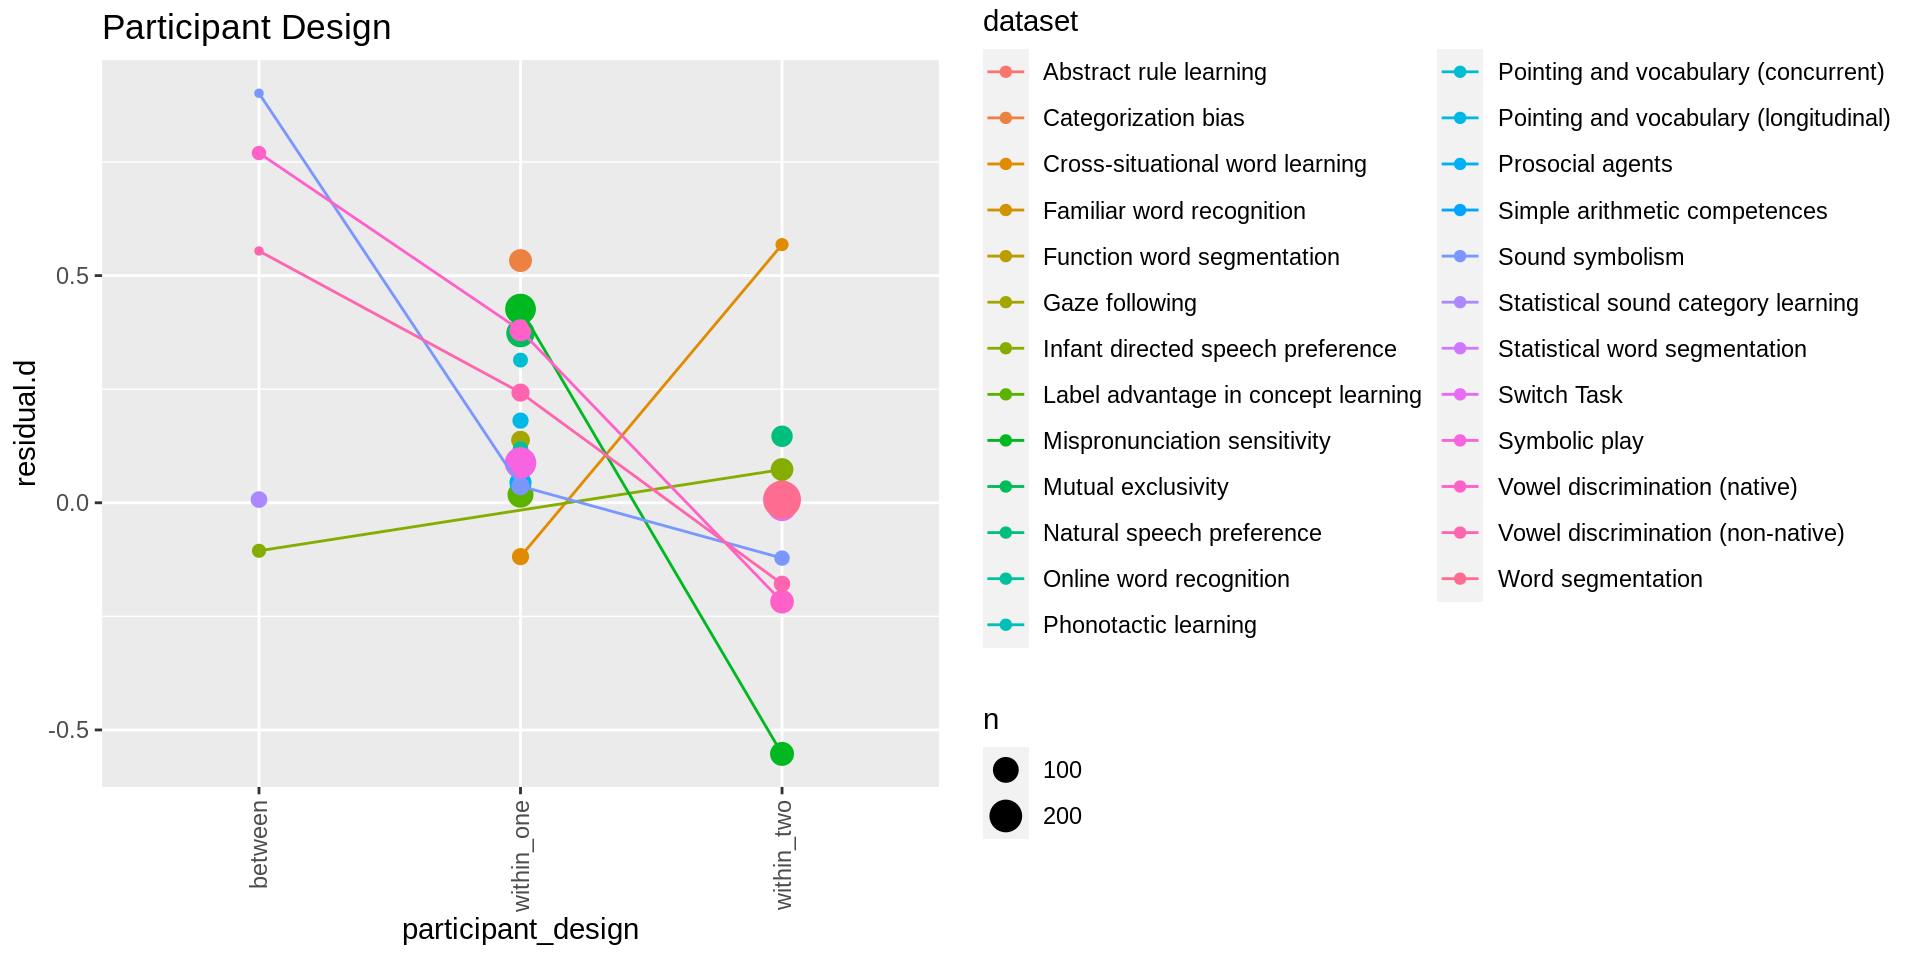 Participant Design
residual.d
0.5
0.0
-0.5
between
within_one
within_two
participant_design
dataset
Abstract rule learning
Categorization bias
Cross-situational word learning
Familiar word recognition
Function word segmentation
Gaze following
Infant directed speech preference
Label advantage in concept learning
Mispronunciation sensitivity
Mutual exclusivity
Natural speech preference
Online word recognition
Phonotactic learning
Pointing and vocabulary (concurrent)
Pointing and vocabulary (longitudinal)
Prosocial agents
Simple arithmetic competences
Sound symbolism
Statistical sound category learning
Statistical word segmentation
Switch Task
Symbolic play
Vowel discrimination (native)
Vowel discrimination (non-native)
Word segmentation
n
100
200